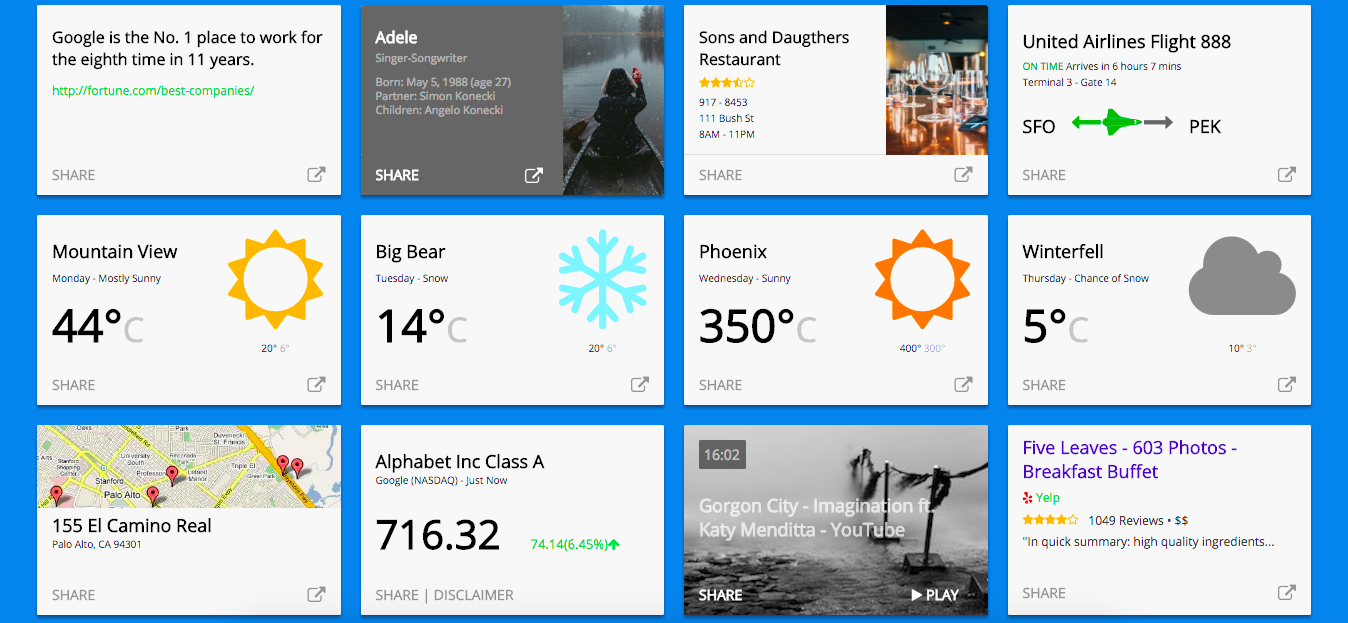 Google is the No. 1 place to work for
the eighth time in 11 years.
http://fortune.com/best-companies/
SHARE
Adele
Singer-Songwriter
Born: May 5, 1988 (age 27)
Partner: Simon Konecki
Children: Angelo Konecki
SHARE
Sons and Daugthers
Restaurant
917 - 8453
111 Bush St
8AM - 11PM
SHARE
United Airlines Flight 888
ON TIME Arrives in 6 hours 7 mins
Terminal 3 - Gate 14
SFO PEK
SHARE
Mountain View
Monday - Mostly Sunny
44°C
20° 6°
SHARE
Big Bear
Tuesday - Snow
14°C
20° 6°
SHARE
Phoenix
Wednesday - Sunny
350°C
400° 300°
SHARE
Winterfell
Thursday - Chance of Snow
5°C
10° 3°
SHARE
Oaks
Park
Stanford
Shopping
Center
University
South
Professor
Triple El
Leland
Manor
Stanford
Palo Alto
155 El Camino Real
Palo Alto, CA 94301
SHARE
Alphabet Inc Class A
Google (NASDAQ) - Just Now
716.32
74.14(6.45%)
SHARE | DISCLAIMER
16:02
Gorgon City - Imagination ft.
Katy Menditta - YouTube
SHARE
PLAY
Five Leaves - 603 Photos -
Breakfast Buffet
Yelp
1049 Reviews • $$
"In quick summary: high quality ingredients...
SHARE